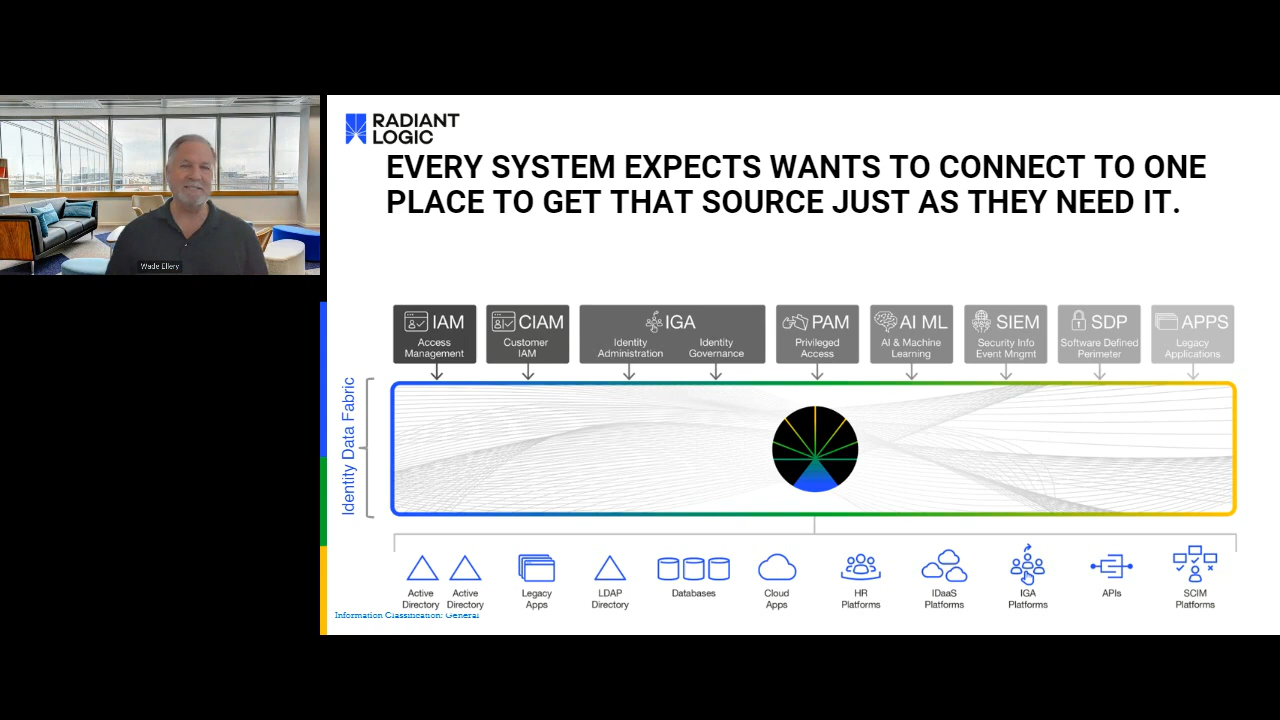 RADIANT
LOGIC
EVERY SYSTEM EXPECTS WANTS TO CONNECT TO ONE
PLACE TO GET THAT SOURCE JUST AS THEY NEED IT.
Wade Ellery
IAM
Access
Management
CIAM
Customer
IAM
IGA
Identity
Administration
Identity
Governance
PAM
Privileged
Access
AI ML
AI & Machine
Learning
SIEM
Security Info
Event Mngmt
SDP
Software Defined
Perimeter
APPS
Legacy
Applications
Identity Data Fabric
Active
Directory
Active
Directory
Legacy
Apps
LDAP
Directory
Databases
Cloud
Apps
HR
Platforms
IDaaS
Platforms
IGA
Platforms
APIs
SCIM
Platforms
Information Classification: General